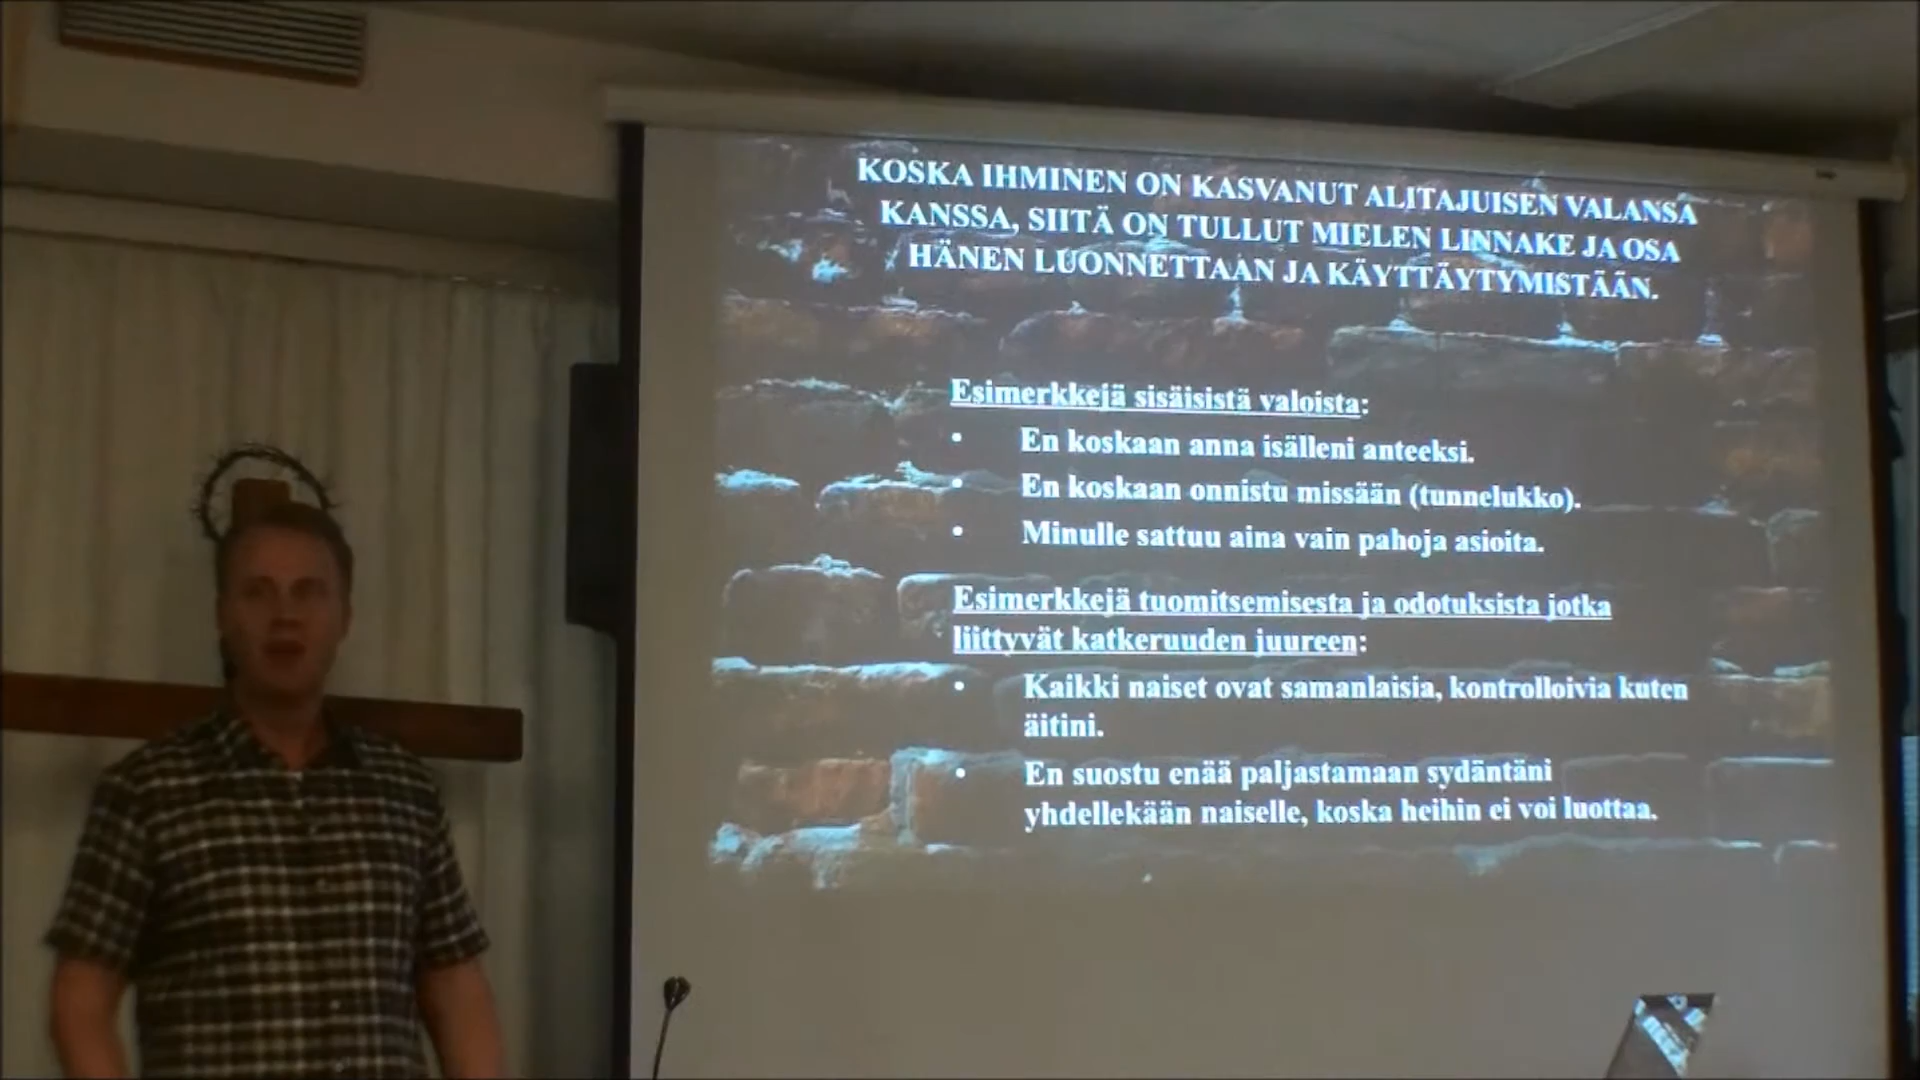 KOSKA IHMINEN ON KASVANUT ALITAJUISEN VALANSA
KANSSA, SIITÄ ON TULLUT MIELEN LINNAKE JA OSA
HÄNEN LUONNETTAAN JA KÄYTTÄYTYMISTÄÄN.
Esimerkkejä sisäisistä valoista:
• En koskaan anna isälleni anteeksi.
• En koskaan onnistu missään (tunnelukko).
• Minulle sattuu aina vain pahoja asioita.
Esimerkkejä tuomitsemisesta ja odotuksista jotka
liittyvät katkeruuden juureen:
• Kaikki naiset ovat samanlaisia, kontrolloivia kuten
äitini.
• En suostu enää paljastamaan sydäntäni
yhdellekään naiselle, koska heihin ei voi luottaa.